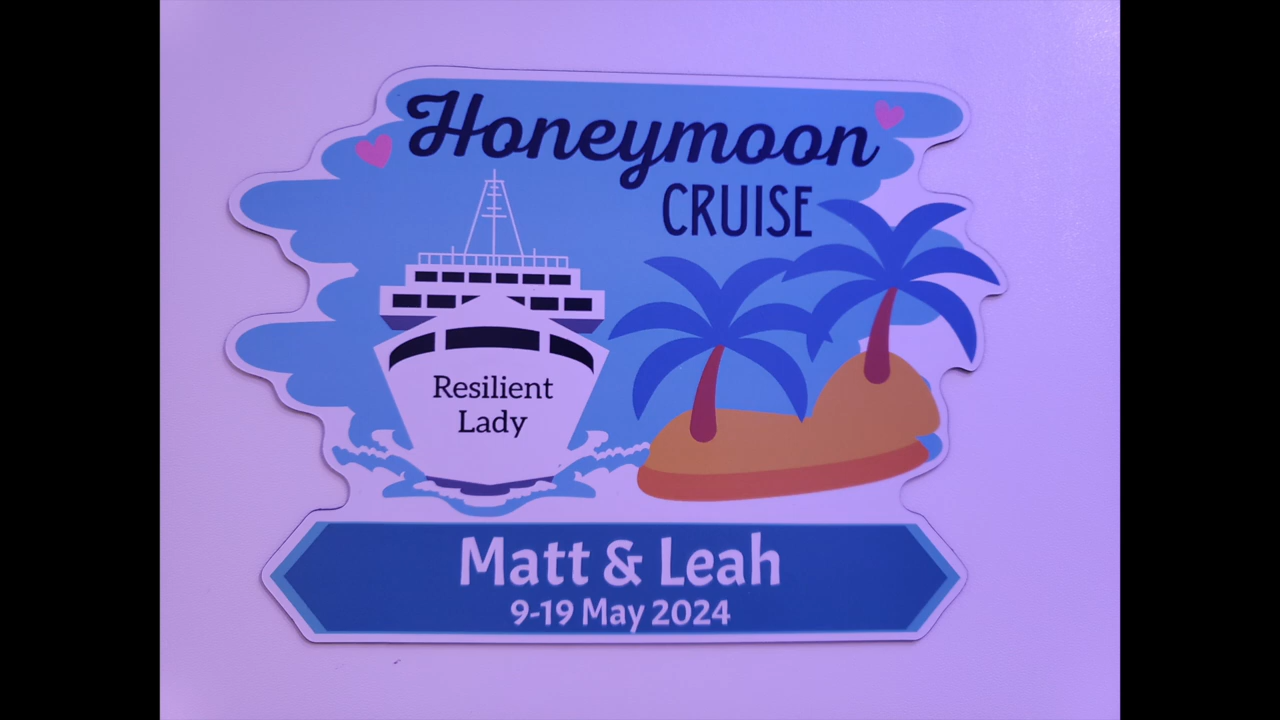 Honeymoon
CRUISE
Resilient
Lady
Matt & Leah
9-19 May 2024